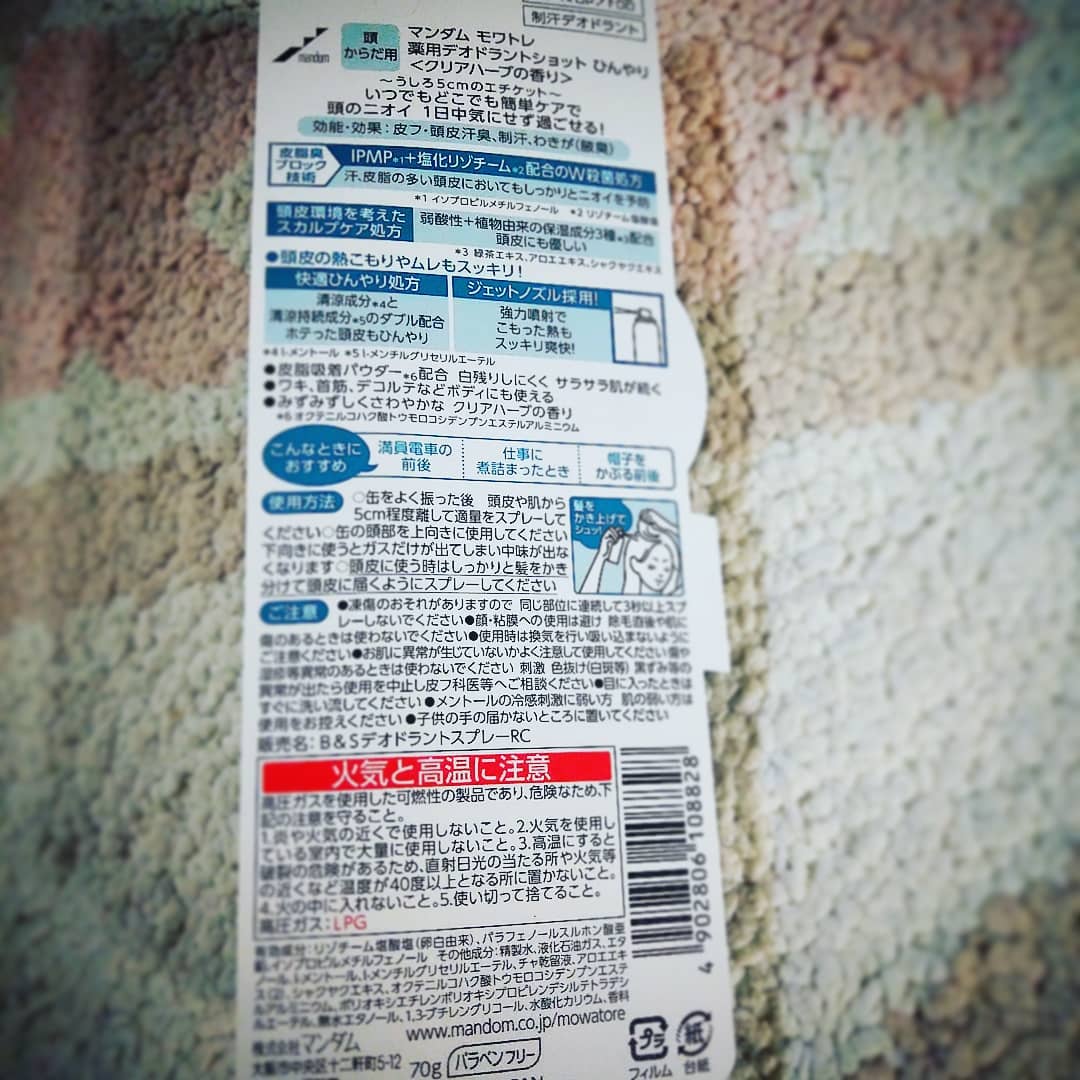 制汗デオドラント
mandom
頭
からだ用
マンダム モワトレ
薬用デオドラントショット ひんやり
<クリアハーブの香り>
~うしろ5cmのエチケット~
いつでもどこでも簡単ケアで
頭のニオイ 1日中気にせず過ごせる!
効能・効果:皮フ・頭皮汗臭、制汗、わきが(腋臭)
皮脂臭
ブロック
技術
IPMP*1+塩化リゾチーム*2配合のW殺菌処方
汗、皮脂の多い頭皮においてもしっかりとニオイを予防
*1 イソプロピルメチルフェノール *2 リゾチーム塩酸塩
頭皮環境を考えた
スカルプケア処方
弱酸性+植物由来の保湿成分3種*3配合
頭皮にも優しい
*3 緑茶エキス、アロエエキス、シャクヤクエキス
●頭皮の熱こもりやムレもスッキリ!
快適ひんやり処方
清涼成分*4と
清涼持続成分*5のダブル配合
ホテった頭皮もひんやり
ジェットノズル採用!
強力噴射で
こもった熱も
スッキリ爽快!
*4 l-メントール *5 l-メンチルグリセリルエーテル
●皮脂吸着パウダー*6配合 白残りしにくく サラサラ肌が続く
●ワキ、首筋、デコルテなどボディにも使える
●みずみずしくさわやかな クリアハーブの香り
*6 オクテニルコハク酸トウモロコシデンプンエステルアルミニウム
こんなときに
おすすめ
満員電車の
前後
仕事に
煮詰まったとき
帽子を
かぶる前後
使用方法
○缶をよく振った後 頭皮や肌から
5cm程度離して適量をスプレーして
ください○缶の頭部を上向きに使用してください
下向きに使うとガスだけが出てしまい中味が出な
くなります○頭皮に使う時はしっかりと髪をかき
分けて頭皮に届くようにスプレーしてください
髪を
かき上げて
シュッ!
ご注意
●凍傷のおそれがありますので 同じ部位に連続して3秒以上スプ
レーしないでください●顔・粘膜への使用は避け 除毛直後や肌に
傷のあるときは使わないでください●使用時は換気を行い吸い込まないように
ご注意ください●お肌に異常が生じていないかよく注意して使用してください 傷や
湿疹等異常のあるときは使わないでください 刺激 色抜け(白斑等) 黒ずみ等の
異常が出たら使用を中止し皮フ科医等へご相談ください●目に入ったときは
すぐに洗い流してください●メントールの冷感刺激に弱い方 肌の弱い方は
使用をお控えください●子供の手の届かないところに置いてください
販売名:B&SデオドラントスプレーRC
火気と高温に注意
高圧ガスを使用した可燃性の製品であり、危険なため、下
記の注意を守ること。
1.炎や火気の近くで使用しないこと。2.火気を使用し
ている室内で大量に使用しないこと。3.高温にすると
破裂の危険があるため、直射日光の当たる所や火気等
の近くなど温度が40度以上となる所に置かないこと。
4.火の中に入れないこと。5.使い切って捨てること。
高圧ガス:LPG
4 902806 108828
有効成分:リゾチーム塩酸塩(卵白由来)、パラフェノールスルホン酸亜
鉛、イソプロピルメチルフェノール その他成分:精製水、液化石油ガス、エタノ
ール、l-メントール、l-メンチルグリセリルエーテル、チャ乾留液、アロエエキ
ス(2)、シャクヤクエキス、オクテニルコハク酸トウモロコシデンプンエステ
ルアルミニウム、ポリオキシエチレンポリオキシプロピレンデシルテトラデシ
ルエーテル、無水エタノール、1,3-ブチレングリコール、水酸化カリウム、香料
www.mandom.co.jp/mowatore
株式会社マンダム
大阪市中央区十二軒町5-12
70g
パラベンフリー
プラ
フィルム
紙
台紙